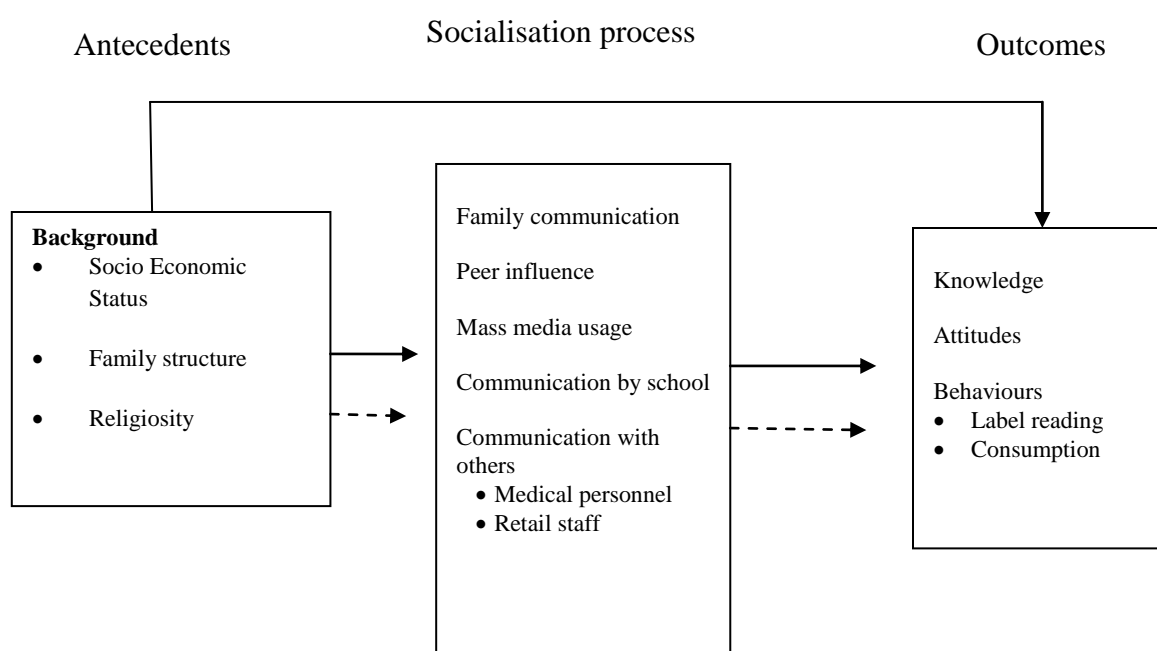 Antecedents
Socialisation process
Outcomes
Background
• Socio Economic
Status
• Family structure
• Religiosity
Family communication
Peer influence
Mass media usage
Communication by school
Communication with
others
• Medical personnel
• Retail staff
Knowledge
Attitudes
Behaviours
• Label reading
• Consumption